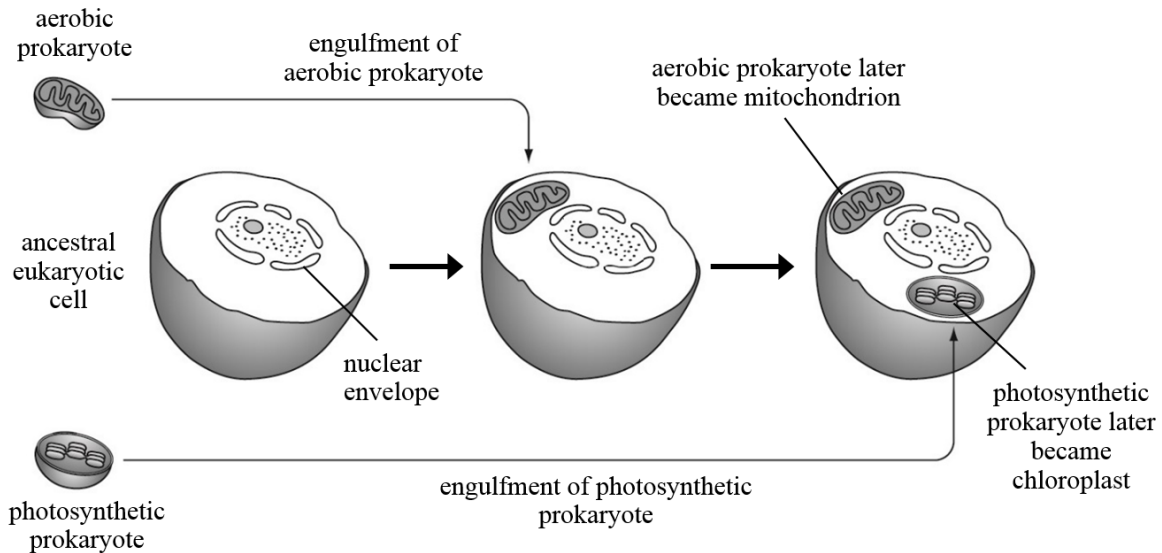 aerobic
prokaryote
engulfment of
aerobic prokaryote
aerobic prokaryote later
became mitochondrion
ancestral
eukaryotic
cell
nuclear
envelope
photosynthetic
prokaryote later
became
chloroplast
engulfment of photosynthetic
prokaryote
photosynthetic
prokaryote